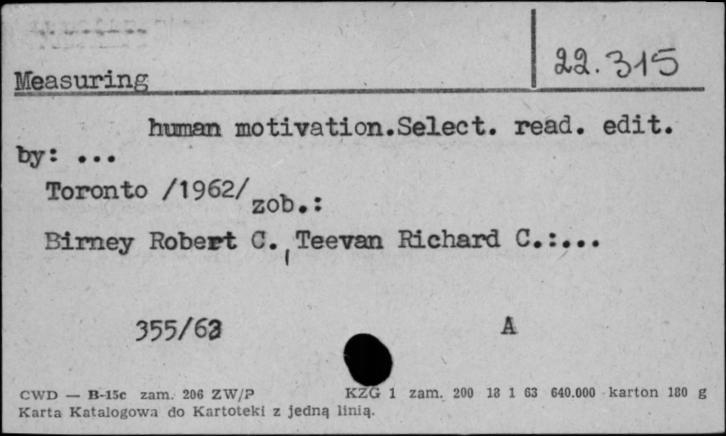 22.315
Measuring
human motivation.Select. read. edit.
by: ...
Toronto /1962/ zob.:
Birney Robert C., Teevan Richard C.:...
355/63 A
CWD — B-15c zam. 206 ZW/P KZG 1 zam. 200 18 1 63 640.000 karton 180 g
Karta Katalogowa do Kartoteki z jedną linią.